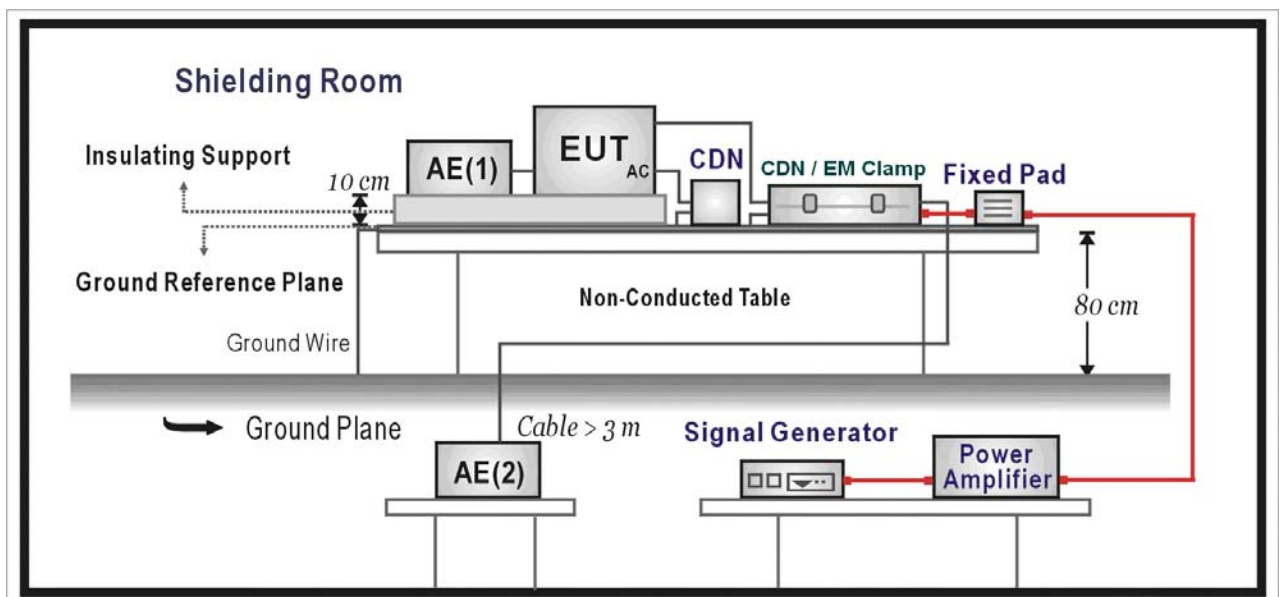 Shielding Room
Insulating Support
10 cm
AE(1)
EUT
AC
CDN
CDN / EM Clamp
Fixed Pad
Ground Reference Plane
Non-Conducted Table
80 cm
Ground Wire
Ground Plane
Cable > 3 m
AE(2)
Signal Generator
Power
Amplifier